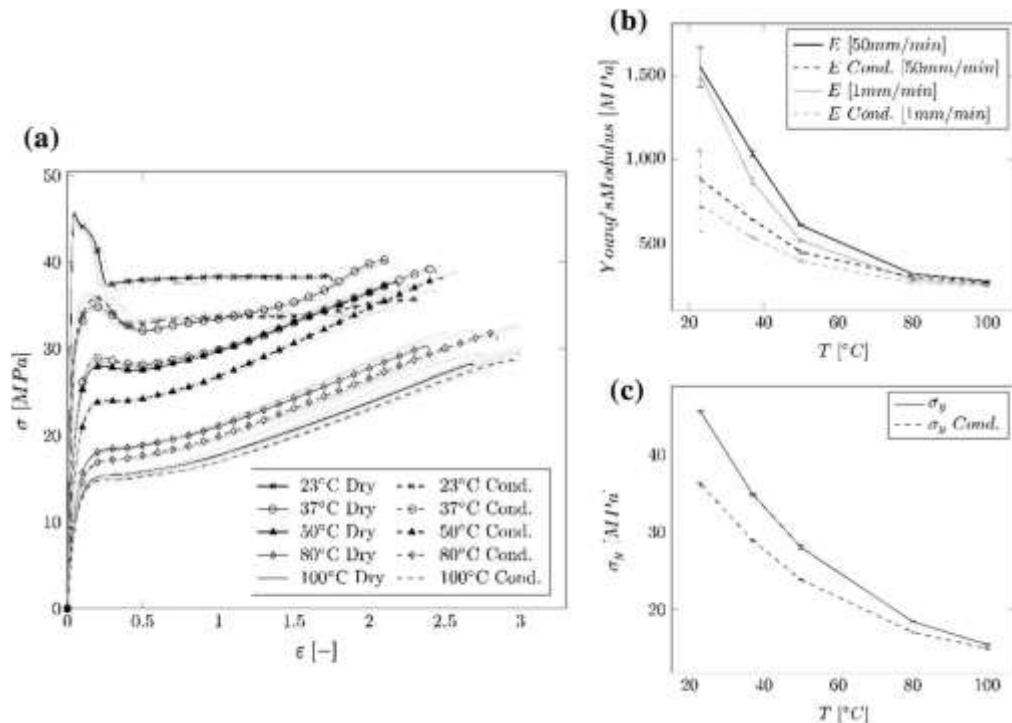 (a)
σ [MPa]
50
40
30
20
10
0
0 0.5 1 1.5 2 2.5 3
ε [−]
23°C Dry 23°C Cond.
37°C Dry 37°C Cond.
50°C Dry 50°C Cond.
80°C Dry 80°C Cond.
100°C Dry 100°C Cond.
(b)
Young'sModulus [MPa]
1,500
1,000
500
20 40 60 80 100
T [°C]
E [50mm/min]
E Cond. [50mm/min]
E [1mm/min]
E Cond. [1mm/min]
(c)
σy [MPa]
40
30
20
20 40 60 80 100
T [°C]
σy
σy Cond.